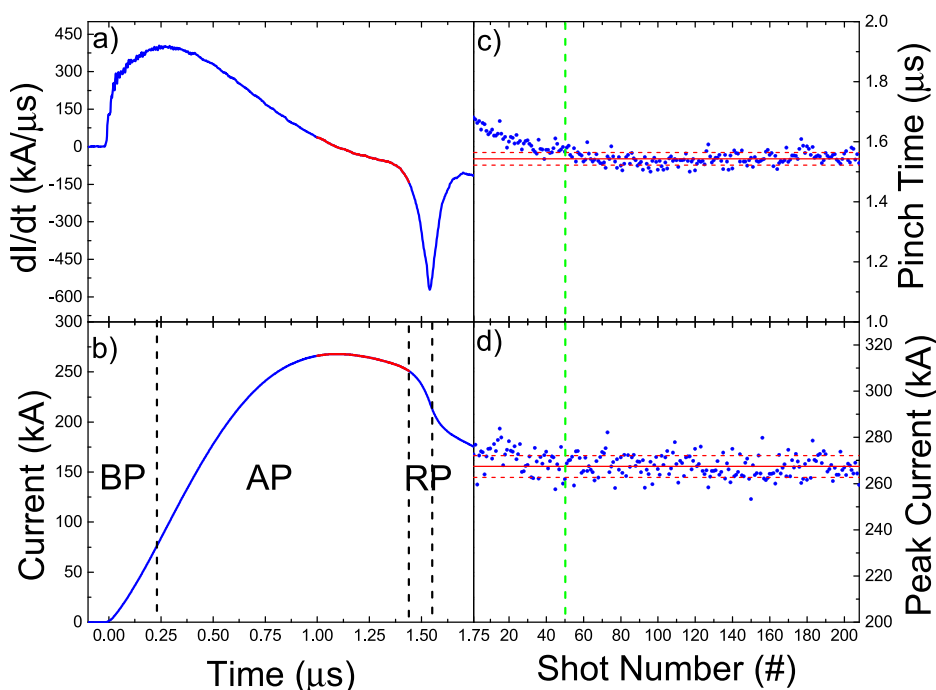 a)
dI/dt (kA/μs)
450
300
150
0
-150
-300
-450
-600
c)
Pinch Time (μs)
2.0
1.8
1.6
1.4
1.2
1.0
b)
Current (kA)
300
250
200
150
100
50
0
BP AP RP
d)
Peak Current (kA)
320
300
280
260
240
220
200
0.00 0.25 0.50 0.75 1.00 1.25 1.50 1.75
20 40 60 80 100 120 140 160 180 200
Time (μs)
Shot Number (#)